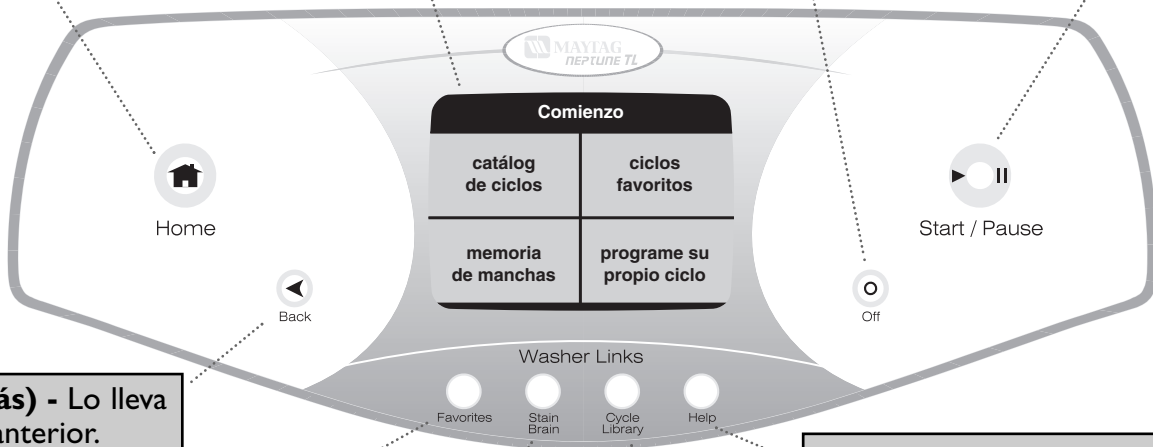 MAYTAG
NEPTUNE TL
Comienzo
catálog
de ciclos
ciclos
favoritos
memoria
de manchas
programe su
propio ciclo
Home
Start / Pause
Back
Off
ás) - Lo lleva
anterior.
Washer Links
Favorites
Stain
Brain
Cycle
Library
Help